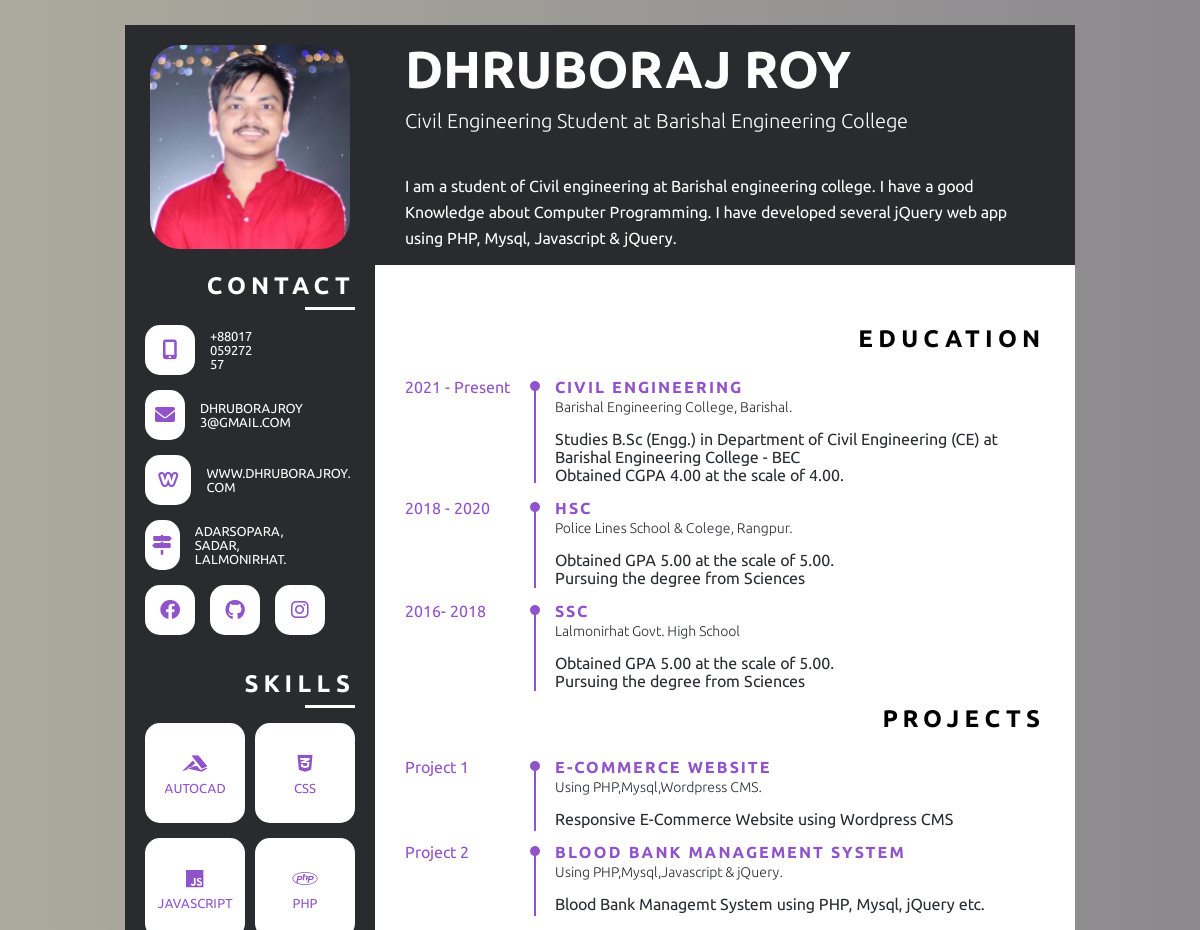 DHRUBORAJ ROY
Civil Engineering Student at Barishal Engineering College
I am a student of Civil engineering at Barishal engineering college. I have a good
Knowledge about Computer Programming. I have developed several jQuery web app
using PHP, Mysql, Javascript & jQuery.
CONTACT
+88017
059272
57
DHRUBORAJROY
3@GMAIL.COM
WWW.DHRUBORAJROY.
COM
ADARSOPARA,
SADAR,
LALMONIRHAT.
SKILLS
AUTOCAD
CSS
JS
JAVASCRIPT
php
PHP
EDUCATION
2021 - Present
CIVIL ENGINEERING
Barishal Engineering College, Barishal.
Studies B.Sc (Engg.) in Department of Civil Engineering (CE) at
Barishal Engineering College - BEC
Obtained CGPA 4.00 at the scale of 4.00.
2018 - 2020
HSC
Police Lines School & Colege, Rangpur.
Obtained GPA 5.00 at the scale of 5.00.
Pursuing the degree from Sciences
2016- 2018
SSC
Lalmonirhat Govt. High School
Obtained GPA 5.00 at the scale of 5.00.
Pursuing the degree from Sciences
PROJECTS
Project 1
E-COMMERCE WEBSITE
Using PHP,Mysql,Wordpress CMS.
Responsive E-Commerce Website using Wordpress CMS
Project 2
BLOOD BANK MANAGEMENT SYSTEM
Using PHP,Mysql,Javascript & jQuery.
Blood Bank Managemt System using PHP, Mysql, jQuery etc.